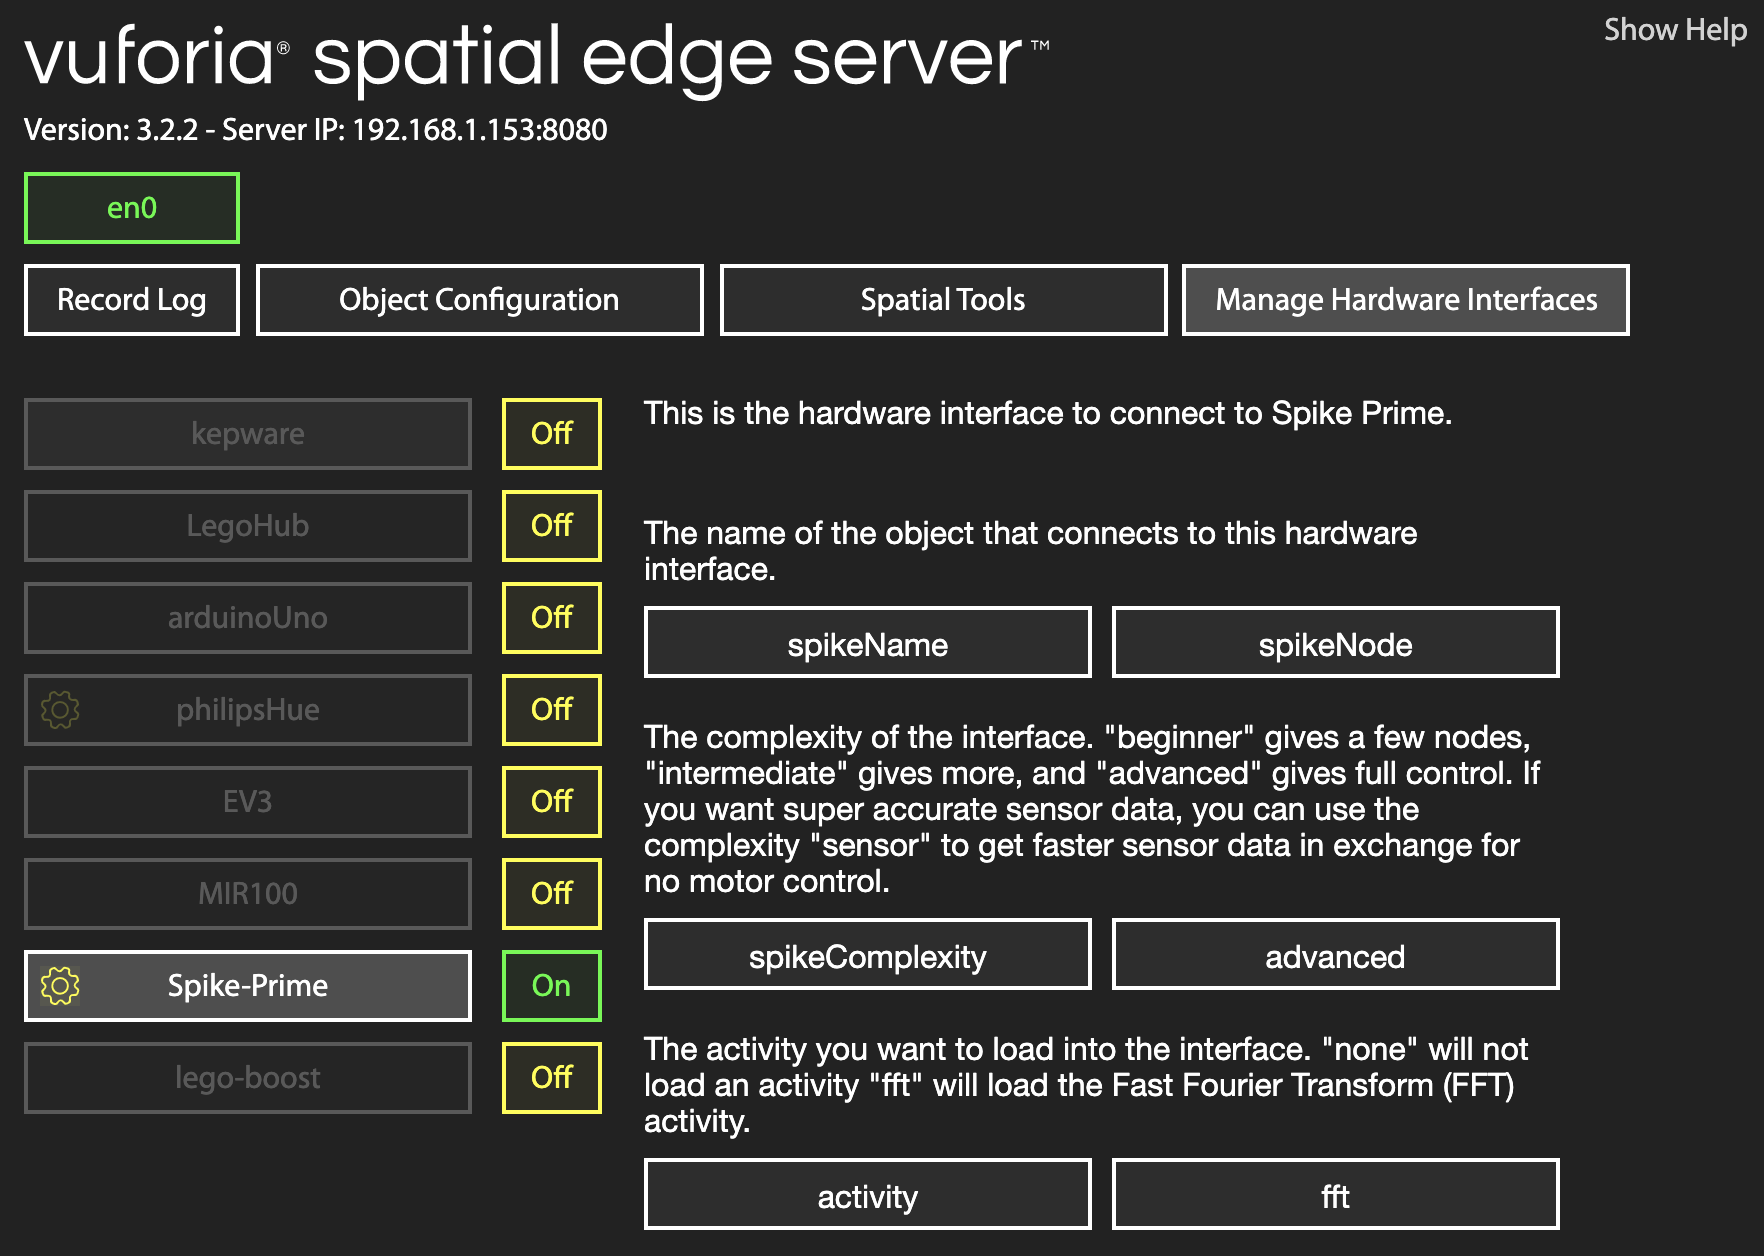 Show Help
vuforia® spatial edge server™
Version: 3.2.2 - Server IP: 192.168.1.153:8080
en0
Record Log
Object Configuration
Spatial Tools
Manage Hardware Interfaces
kepware
Off
LegoHub
Off
arduinoUno
Off
philipsHue
Off
EV3
Off
MIR100
Off
Spike-Prime
On
lego-boost
Off
This is the hardware interface to connect to Spike Prime.
The name of the object that connects to this hardware
interface.
spikeName
spikeNode
The complexity of the interface. "beginner" gives a few nodes,
"intermediate" gives more, and "advanced" gives full control. If
you want super accurate sensor data, you can use the
complexity "sensor" to get faster sensor data in exchange for
no motor control.
spikeComplexity
advanced
The activity you want to load into the interface. "none" will not
load an activity "fft" will load the Fast Fourier Transform (FFT)
activity.
activity
fft